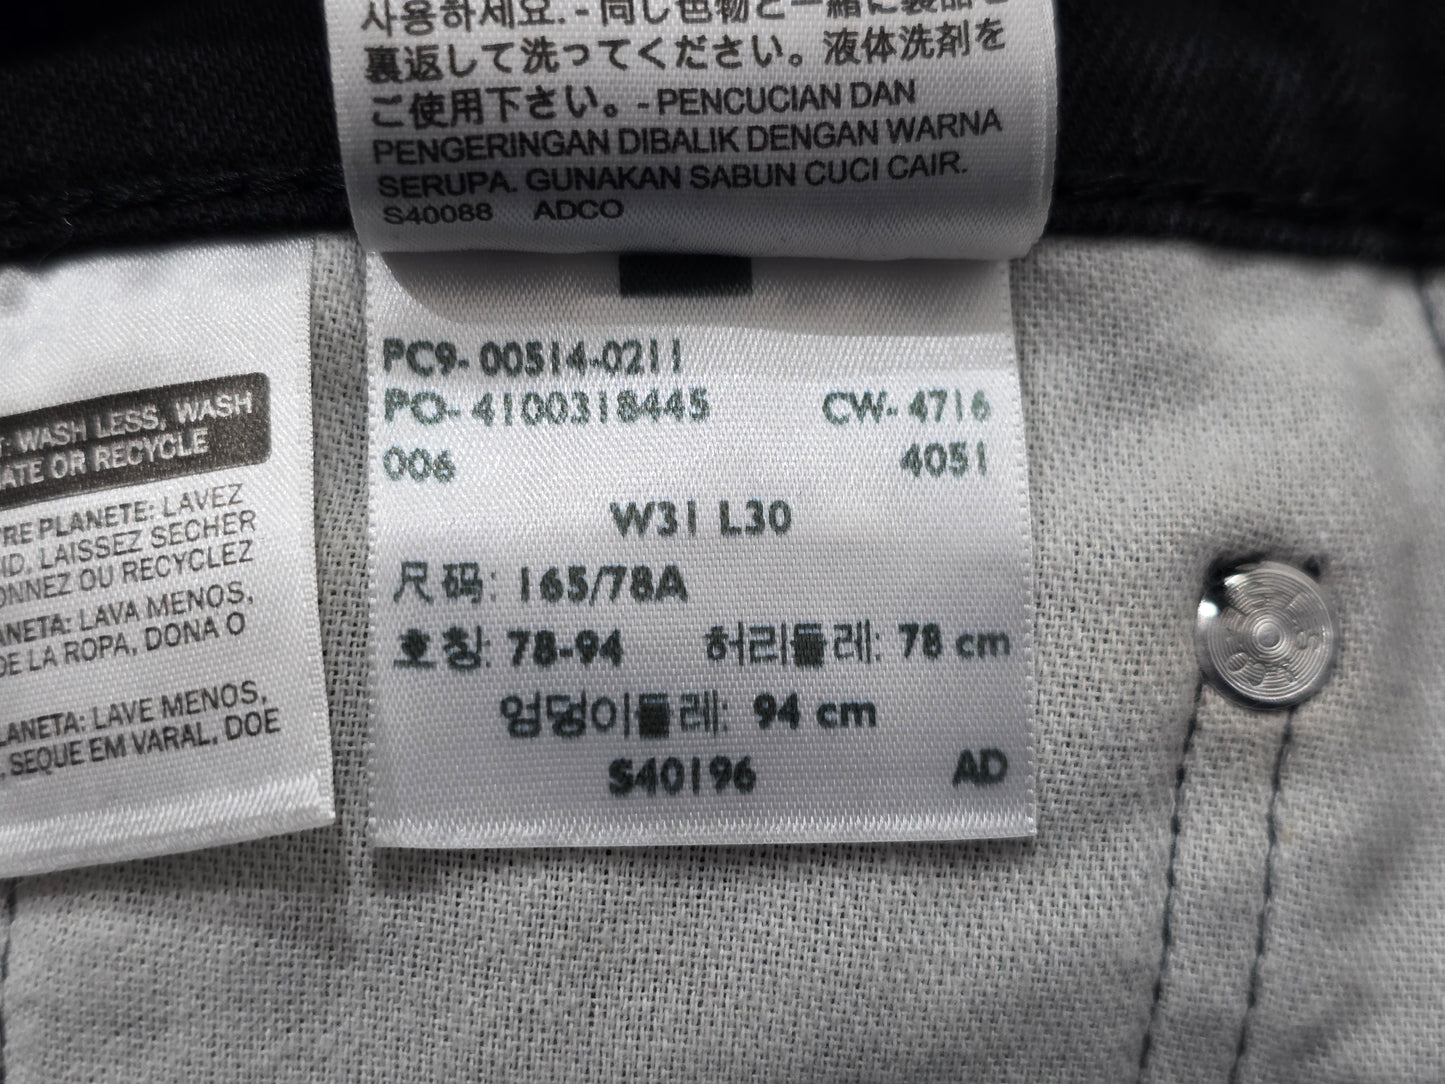 사용하세요. - 同じ色物と一緒に製品を
裏返して洗ってください。液体洗剤を
ご使用下さい。- PENCUCIAN DAN
PENGERINGAN DIBALIK DENGAN WARNA
SERUPA. GUNAKAN SABUN CUCI CAIR.
S40088 ADCO
: WASH LESS, WASH
ATE OR RECYCLE
RE PLANETE: LAVEZ
ID. LAISSEZ SECHER
ONNEZ OU RECYCLEZ
ANETA: LAVA MENOS,
DE LA ROPA, DONA O
LANETA: LAVE MENOS,
, SEQUE EM VARAL, DOE
PC9- 00514-0211
PO- 4100318445 CW- 4716
006 4051
W31 L30
尺码: 165/78A
호칭: 78-94 허리둘레: 78 cm
엉덩이둘레: 94 cm
S40196 AD